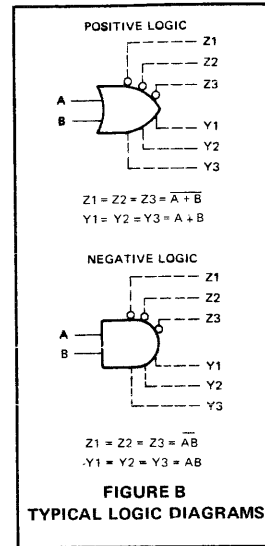 POSITIVE LOGIC
Z1
Z2
Z3
A
B
Y1
Y2
Y3
Z1 = Z2 = Z3 = A̅ ̅+̅ ̅B̅
Y1 = Y2 = Y3 = A + B
NEGATIVE LOGIC
Z1
Z2
Z3
A
B
Y1
Y2
Y3
Z1 = Z2 = Z3 = A̅B̅
-Y1 = Y2 = Y3 = AB
FIGURE B
TYPICAL LOGIC DIAGRAMS